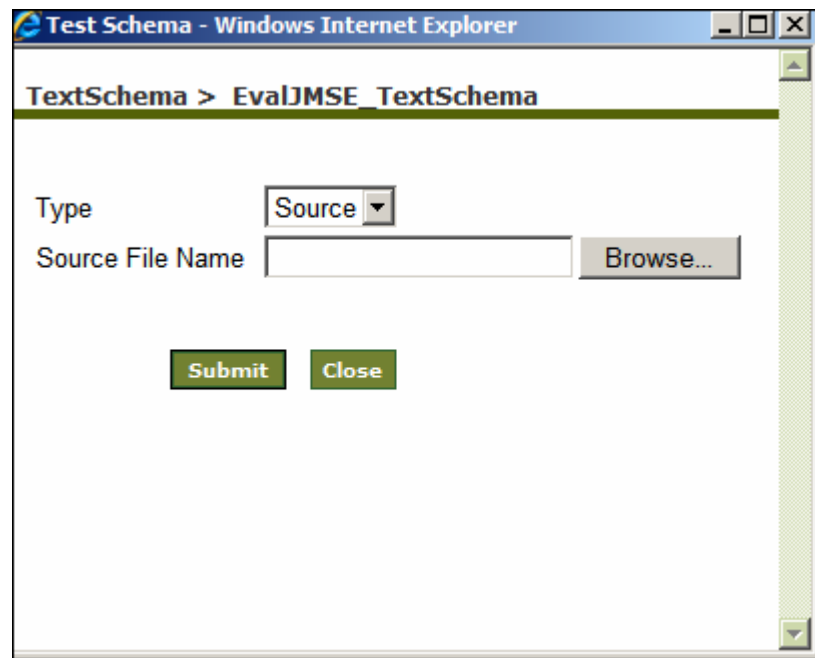 Test Schema - Windows Internet Explorer
TextSchema > EvalJMSE_TextSchema
Type Source
Source File Name Browse...
Submit Close